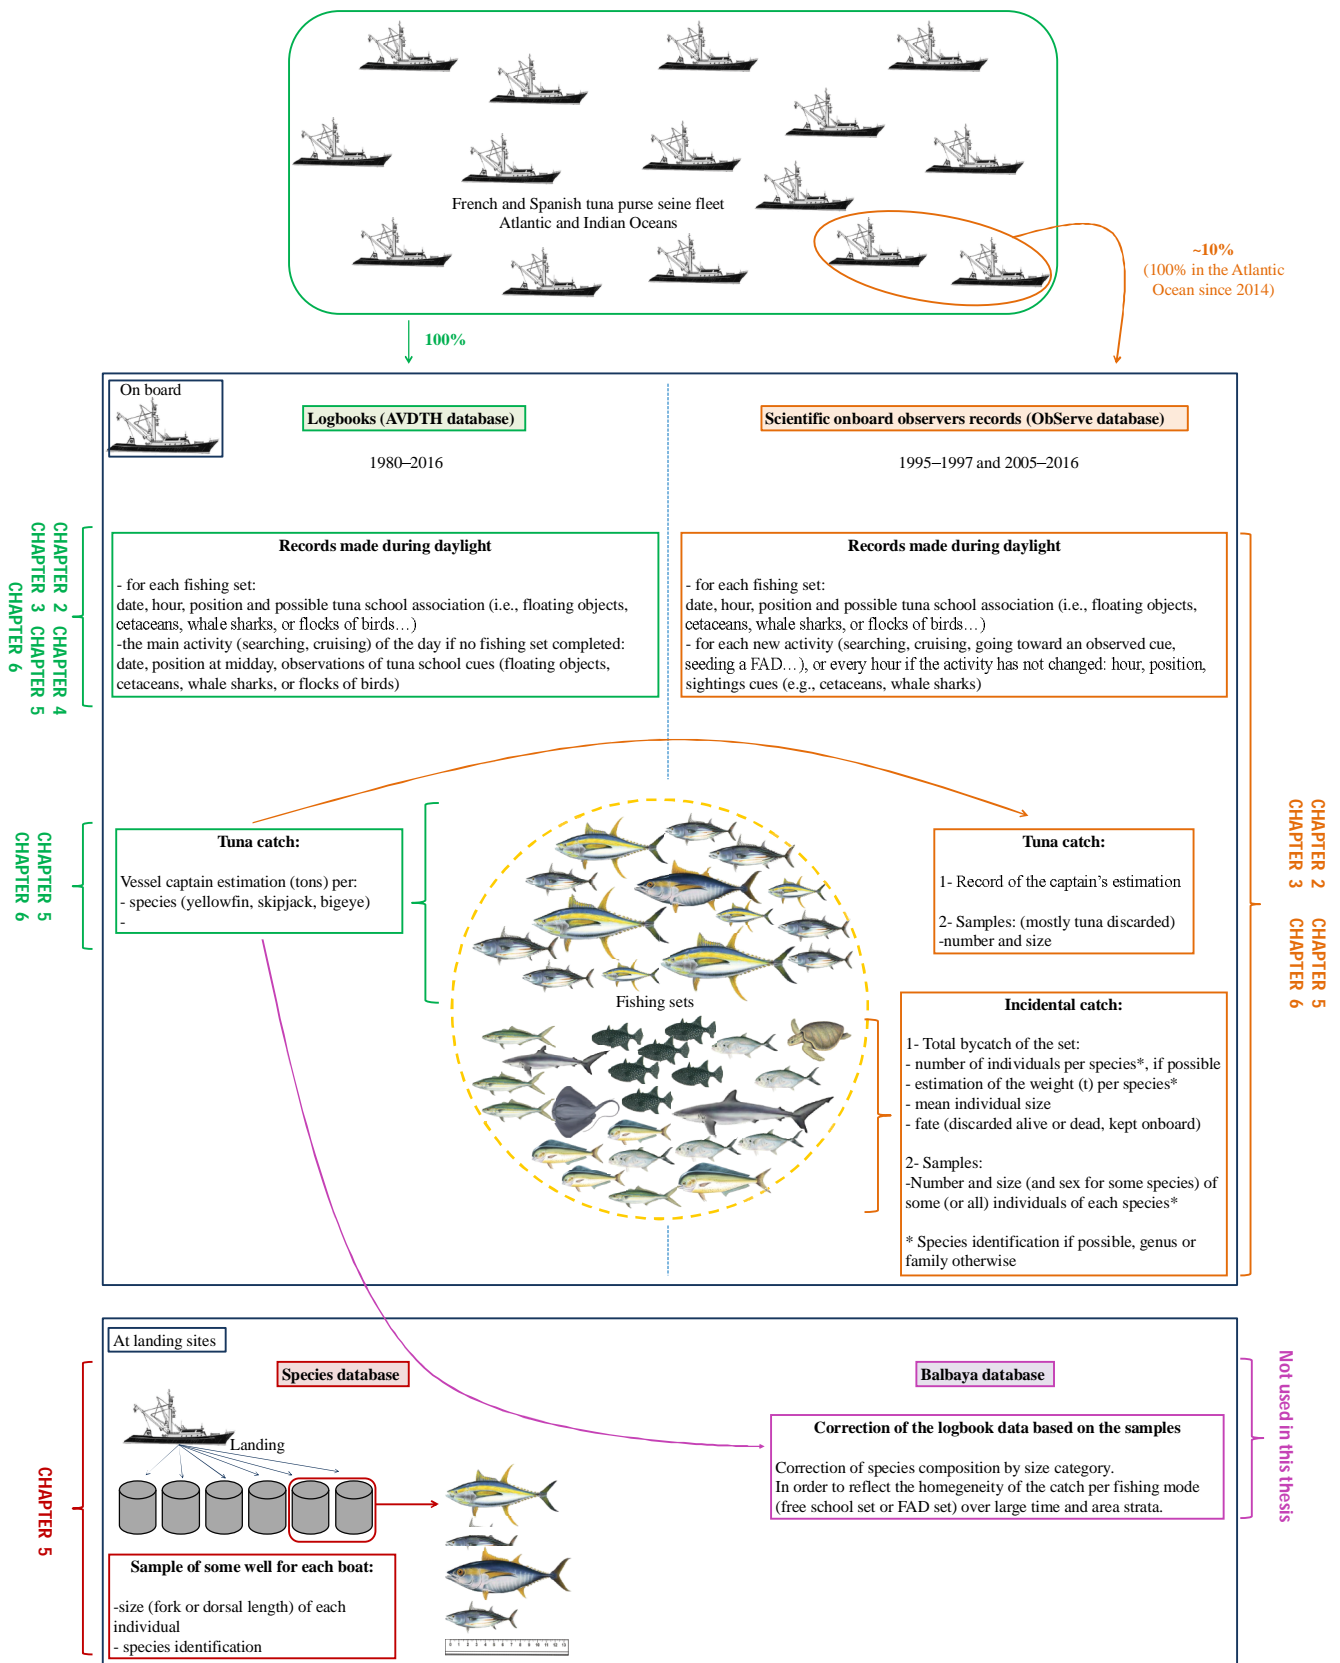 French and Spanish tuna purse seine fleet
Atlantic and Indian Oceans
~10%
(100% in the Atlantic
Ocean since 2014)
100%
On board
Logbooks (AVDTH database)
1980–2016
Scientific onboard observers records (ObServe database)
1995–1997 and 2005–2016
CHAPTER 2 CHAPTER 4
CHAPTER 3 CHAPTER 5
CHAPTER 6
Records made during daylight
- for each fishing set:
date, hour, position and possible tuna school association (i.e., floating objects,
cetaceans, whale sharks, or flocks of birds…)
-the main activity (searching, cruising) of the day if no fishing set completed:
date, position at midday, observations of tuna school cues (floating objects,
cetaceans, whale sharks, or flocks of birds)
Records made during daylight
- for each fishing set:
date, hour, position and possible tuna school association (i.e., floating objects,
cetaceans, whale sharks, or flocks of birds…)
- for each new activity (searching, cruising, going toward an observed cue,
seeding a FAD…), or every hour if the activity has not changed: hour, position,
sightings cues (e.g., cetaceans, whale sharks)
CHAPTER 5
CHAPTER 6
Tuna catch:
Vessel captain estimation (tons) per:
- species (yellowfin, skipjack, bigeye)
-
Fishing sets
Tuna catch:
1- Record of the captain's estimation
2- Samples: (mostly tuna discarded)
-number and size
Incidental catch:
1- Total bycatch of the set:
- number of individuals per species*, if possible
- estimation of the weight (t) per species*
- mean individual size
- fate (discarded alive or dead, kept onboard)
2- Samples:
-Number and size (and sex for some species) of
some (or all) individuals of each species*
* Species identification if possible, genus or
family otherwise
CHAPTER 2 CHAPTER 5
CHAPTER 3 CHAPTER 6
At landing sites
Species database
Landing
CHAPTER 5
Sample of some well for each boat:
-size (fork or dorsal length) of each
individual
- species identification
0 1 2 3 4 5 6 7 8 9 10 11 12 13
Balbaya database
Correction of the logbook data based on the samples
Correction of species composition by size category.
In order to reflect the homegeneity of the catch per fishing mode
(free school set or FAD set) over large time and area strata.
Not used in this thesis